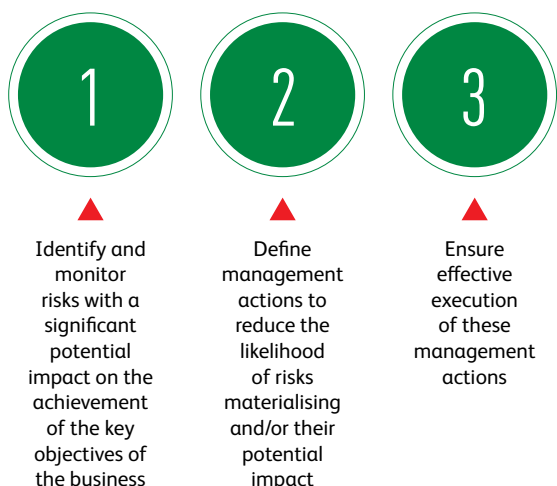 1
Identify and
monitor
risks with a
significant
potential
impact on the
achievement
of the key
objectives of
the business
2
Define
management
actions to
reduce the
likelihood
of risks
materialising
and/or their
potential
impact
3
Ensure
effective
execution
of these
management
actions